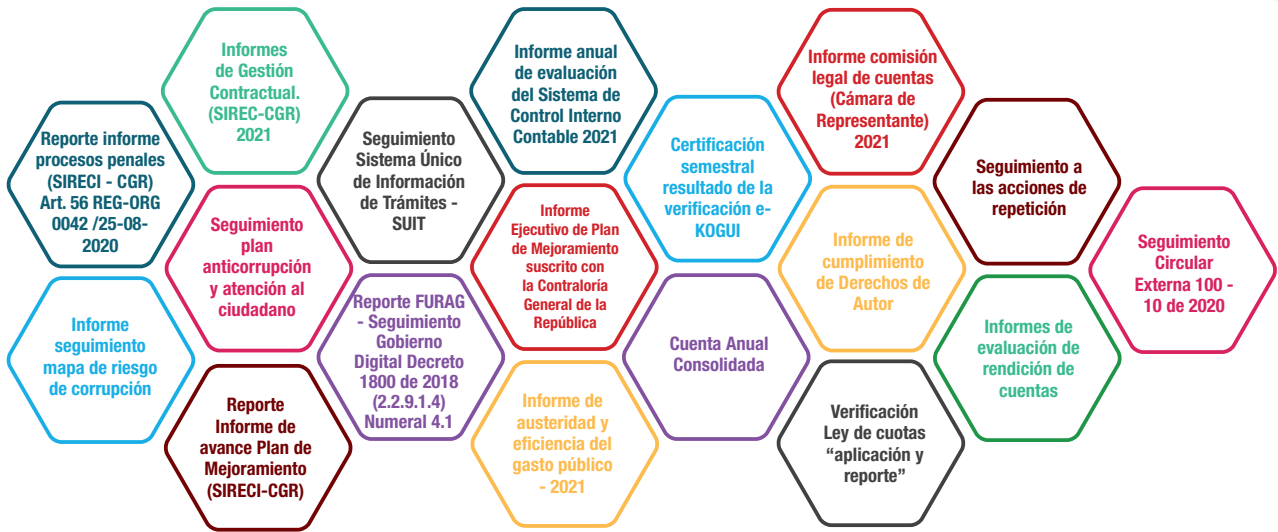 Informes
de Gestión
Contractual.
(SIREC-CGR)
2021
Informe anual
de evaluación
del Sistema de
Control Interno
Contable 2021
Informe comisión
legal de cuentas
(Cámara de
Representante)
2021
Reporte informe
procesos penales
(SIRECI - CGR)
Art. 56 REG-ORG
0042 /25-08-
2020
Seguimiento
Sistema Único
de Información
de Trámites -
SUIT
Certificación
semestral
resultado de la
verificación e-
KOGUI
Seguimiento a
las acciones de
repetición
Seguimiento
plan
anticorrupción
y atención al
ciudadano
Informe
Ejecutivo de Plan
de Mejoramiento
suscrito con
la Contraloría
General de la
República
Informe de
cumplimiento
de Derechos de
Autor
Seguimiento
Circular
Externa 100 -
10 de 2020
Informe
seguimiento
mapa de riesgo
de corrupción
Reporte FURAG
- Seguimiento
Gobierno
Digital Decreto
1800 de 2018
(2.2.9.1.4)
Numeral 4.1
Cuenta Anual
Consolidada
Informes de
evaluación de
rendición de
cuentas
Reporte
Informe de
avance Plan de
Mejoramiento
(SIRECI-CGR)
Informe de
austeridad y
eficiencia del
gasto público
- 2021
Verificación
Ley de cuotas
“aplicación y
reporte”